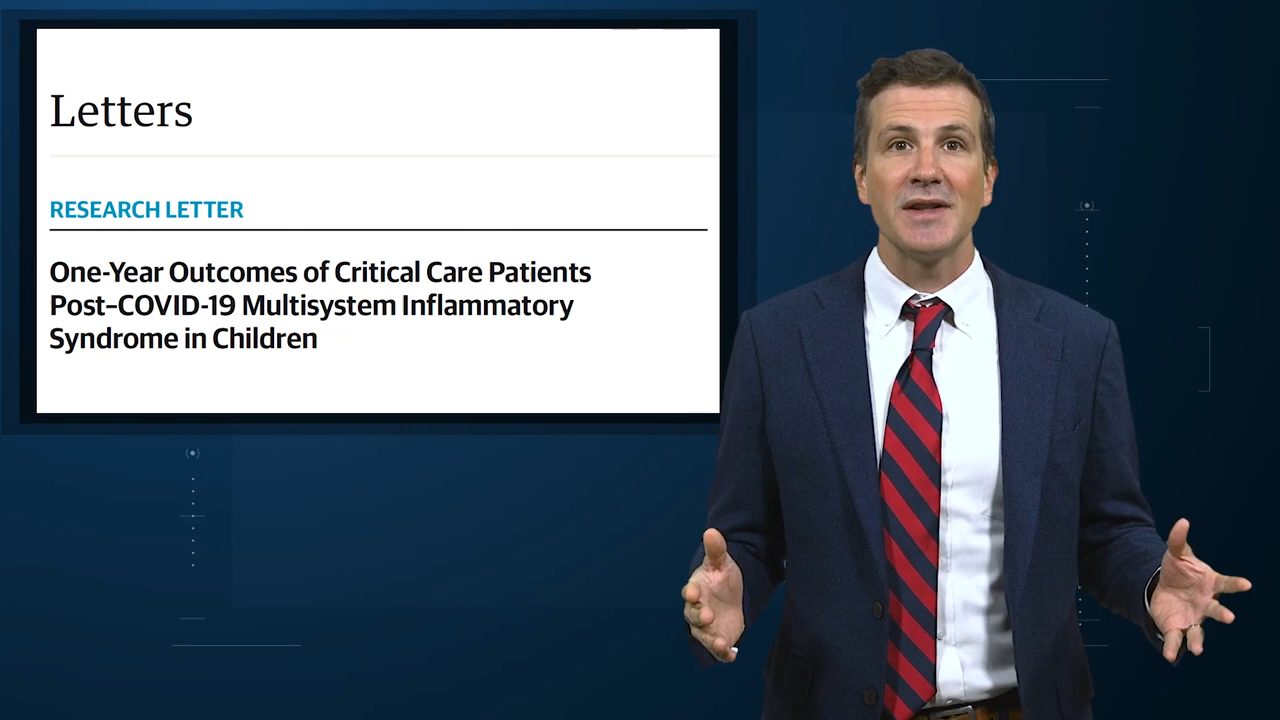 Letters
RESEARCH LETTER
One-Year Outcomes of Critical Care Patients
Post–COVID-19 Multisystem Inflammatory
Syndrome in Children